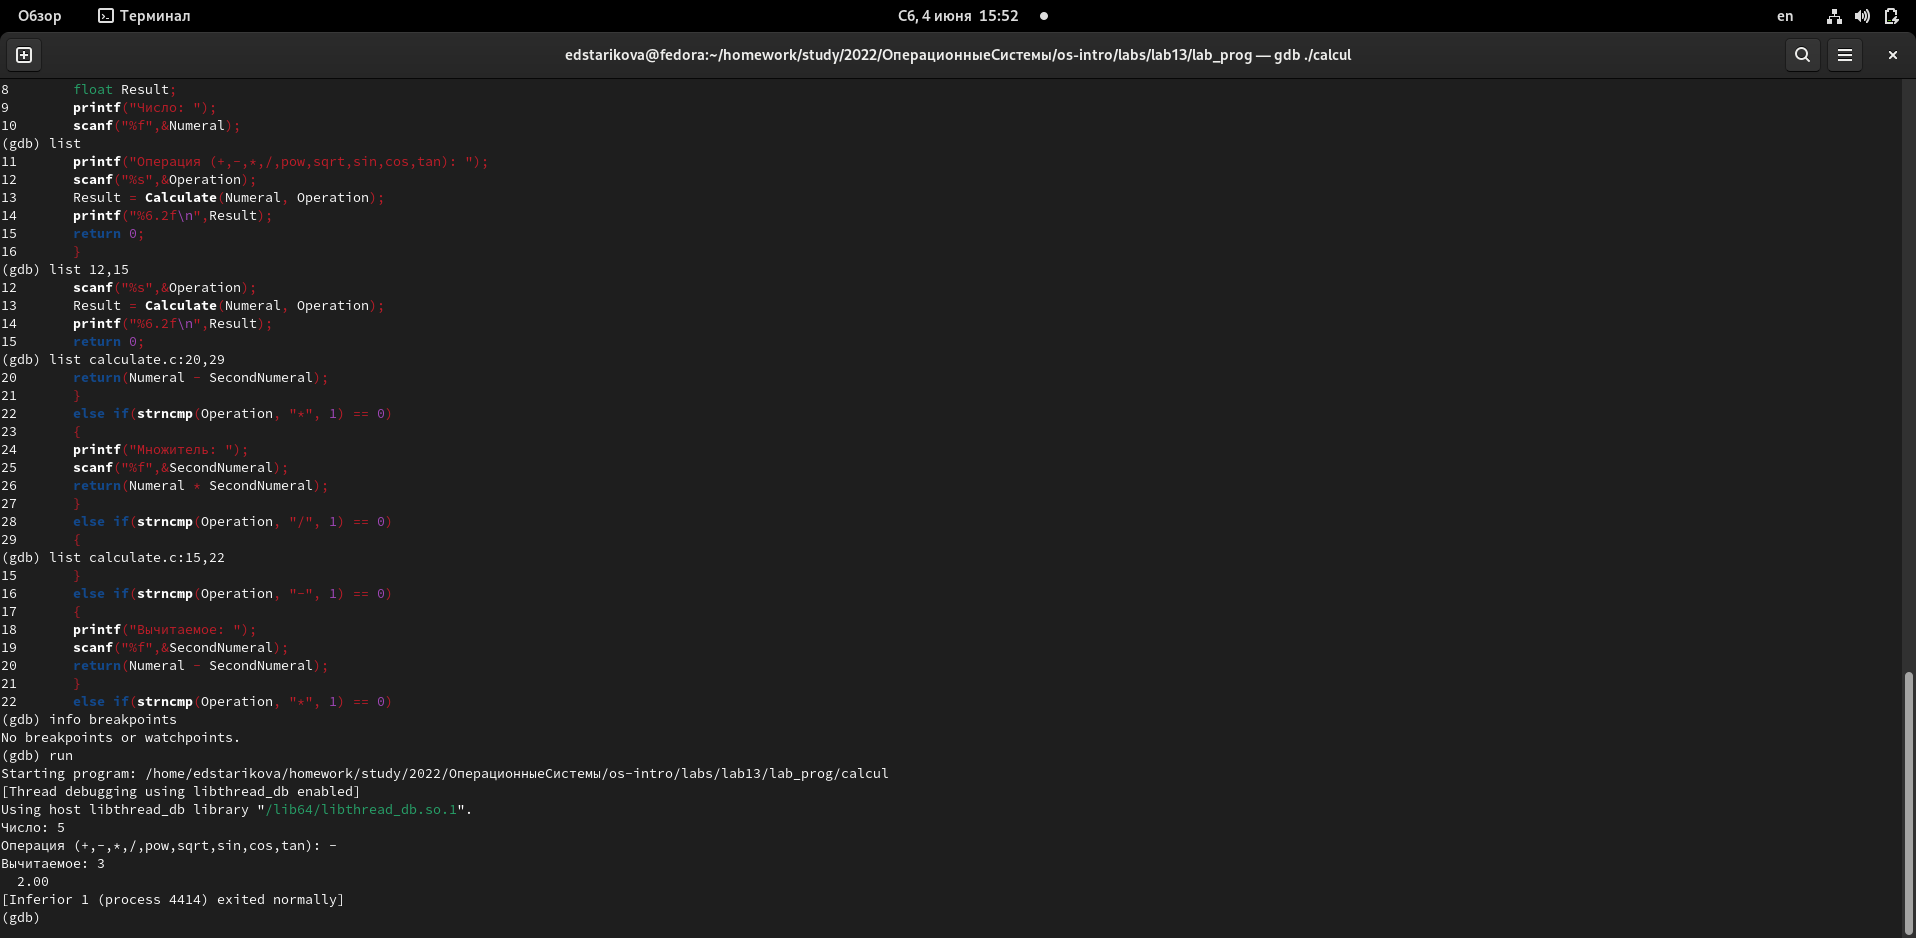 Обзор Терминал Сб, 4 июня 15:52 en
edstarikova@fedora:~/homework/study/2022/ОперационныеСистемы/os-intro/labs/lab13/lab_prog — gdb ./calcul
8 float Result;
9 printf("Число: ");
10 scanf("%f",&Numeral);
(gdb) list
11 printf("Операция (+,-,*,/,pow,sqrt,sin,cos,tan): ");
12 scanf("%s",&Operation);
13 Result = Calculate(Numeral, Operation);
14 printf("%6.2f\n",Result);
15 return 0;
16 }
(gdb) list 12,15
12 scanf("%s",&Operation);
13 Result = Calculate(Numeral, Operation);
14 printf("%6.2f\n",Result);
15 return 0;
(gdb) list calculate.c:20,29
20 return(Numeral - SecondNumeral);
21 }
22 else if(strncmp(Operation, "*", 1) == 0)
23 {
24 printf("Множитель: ");
25 scanf("%f",&SecondNumeral);
26 return(Numeral * SecondNumeral);
27 }
28 else if(strncmp(Operation, "/", 1) == 0)
29 {
(gdb) list calculate.c:15,22
15 }
16 else if(strncmp(Operation, "-", 1) == 0)
17 {
18 printf("Вычитаемое: ");
19 scanf("%f",&SecondNumeral);
20 return(Numeral - SecondNumeral);
21 }
22 else if(strncmp(Operation, "*", 1) == 0)
(gdb) info breakpoints
No breakpoints or watchpoints.
(gdb) run
Starting program: /home/edstarikova/homework/study/2022/ОперационныеСистемы/os-intro/labs/lab13/lab_prog/calcul
[Thread debugging using libthread_db enabled]
Using host libthread_db library "/lib64/libthread_db.so.1".
Число: 5
Операция (+,-,*,/,pow,sqrt,sin,cos,tan): -
Вычитаемое: 3
2.00
[Inferior 1 (process 4414) exited normally]
(gdb)